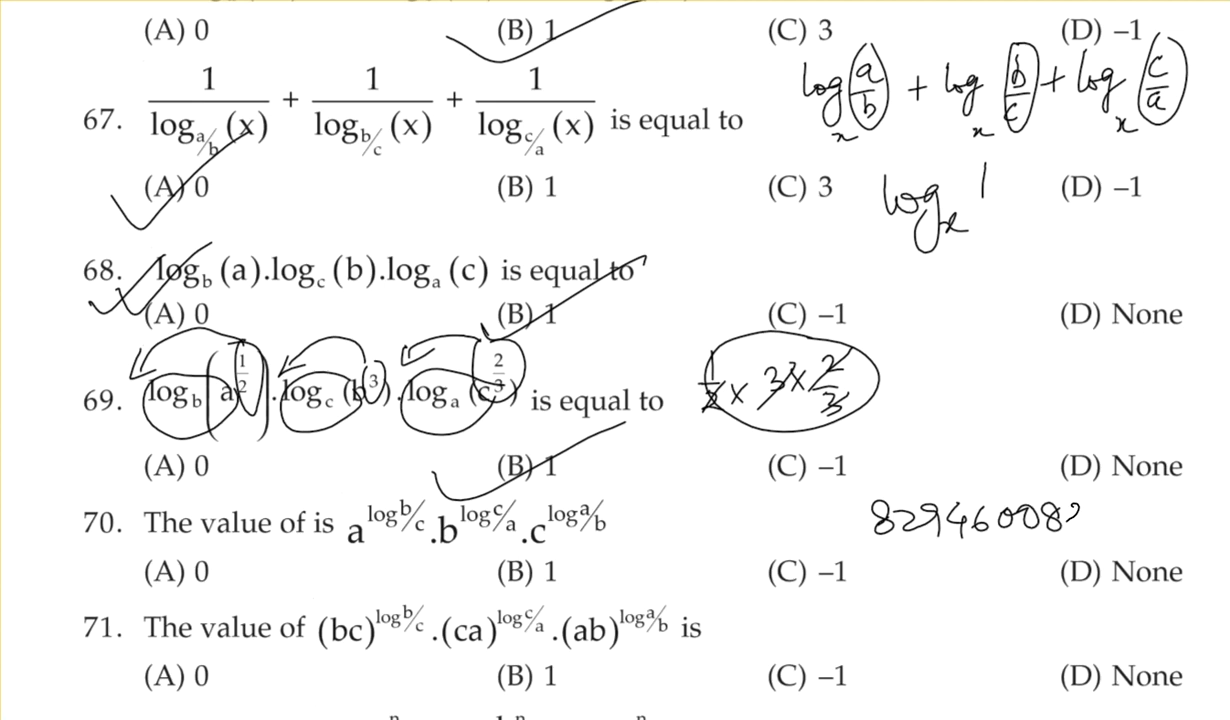 (A) 0 (B) 1 (C) 3 (D) –1
log_x (a/b) + log_x (b/c) + log_x (c/a)
67. 1/log_{a/b} (x) + 1/log_{b/c} (x) + 1/log_{c/a} (x) is equal to
(A) 0 (B) 1 (C) 3 (D) –1
log_x 1
68. log_b (a).log_c (b).log_a (c) is equal to
(A) 0 (B) 1 (C) –1 (D) None
69. log_b (a^{1/2}).log_c (b^3).log_a (c^{2/3}) is equal to
1/2 × 3 × 2/3
(A) 0 (B) 1 (C) –1 (D) None
70. The value of is a^{log b/c}.b^{log c/a}.c^{log a/b}
(A) 0 (B) 1 (C) –1 (D) None
71. The value of (bc)^{log b/c}.(ca)^{log c/a}.(ab)^{log a/b} is
(A) 0 (B) 1 (C) –1 (D) None